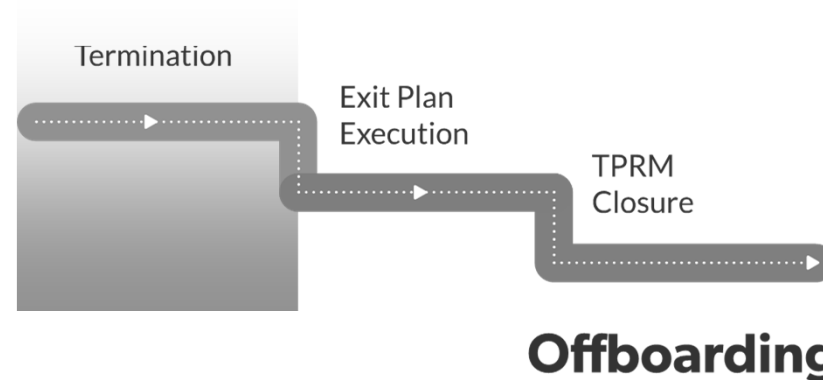 Termination
Exit Plan
Execution
TPRM
Closure
Offboarding